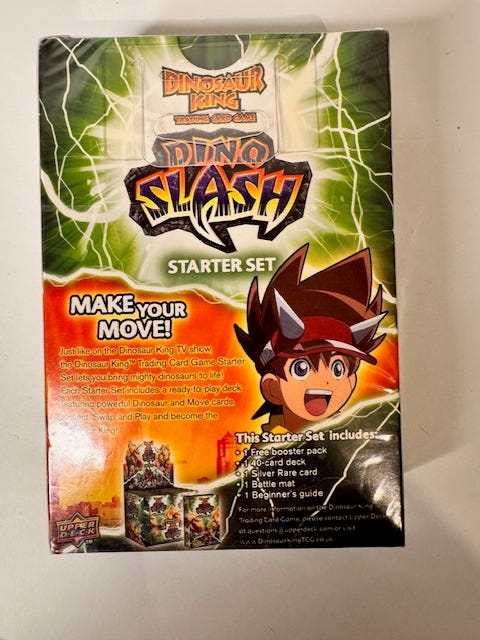 DINOSAUR
KING
TRADING CARD GAME
DINO
SLASH
STARTER SET
MAKE YOUR
MOVE!
Just like on the Dinosaur King TV show,
the Dinosaur King™ Trading Card Game Starter
Set lets you bring mighty dinosaurs to life!
Each Starter Set includes a ready-to-play deck
featuring powerful Dinosaur and Move cards.
Swap and Play and become the
King!
This Starter Set includes:
• 1 Free booster pack
• 1 40-card deck
• 1 Silver Rare card
• 1 Battle mat
• 1 Beginner's guide
For more information on the Dinosaur King
Trading Card Game, please contact Upper Deck
at questions@upperdeck.com or visit
DinosaurKingTCG.co.uk.
UPPER
DECK